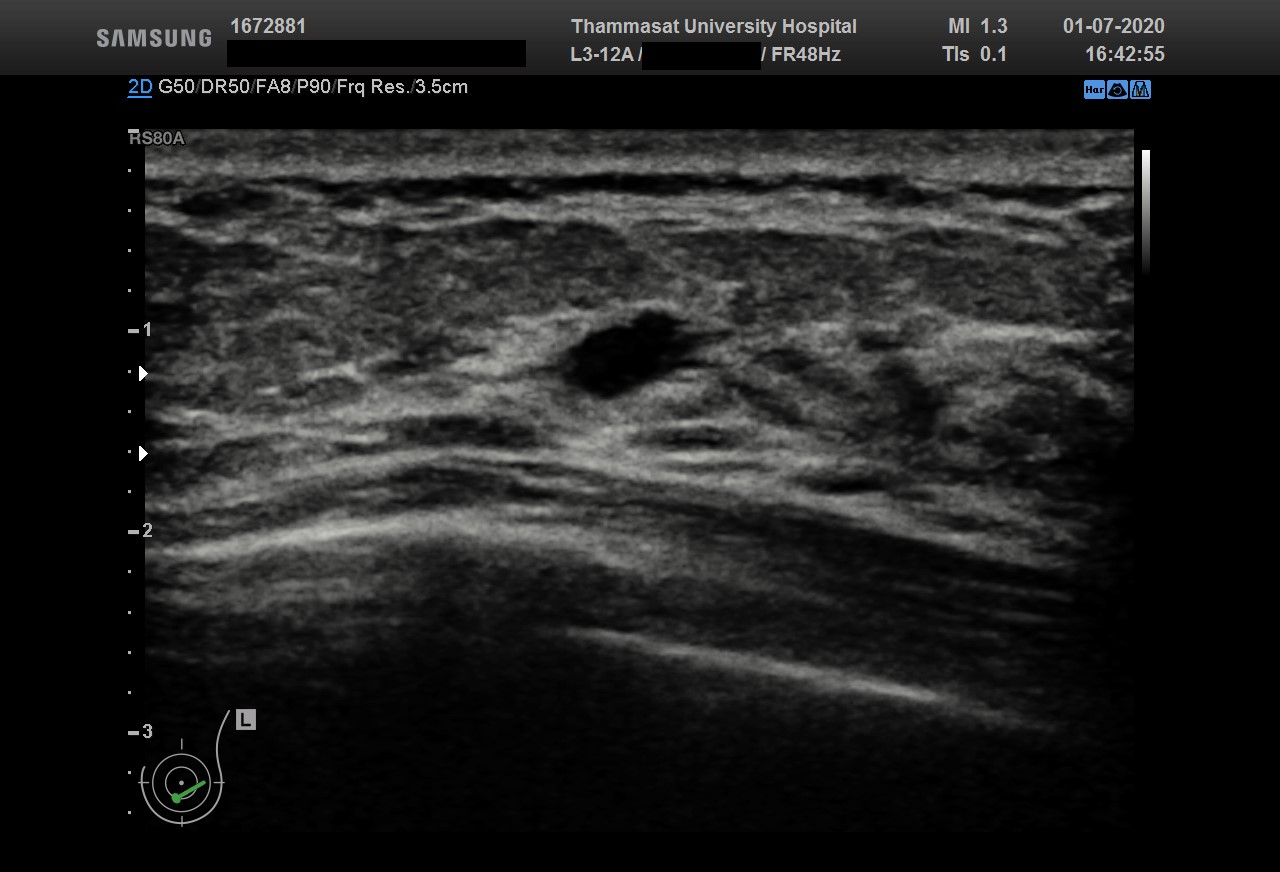 SAMSUNG
1672881
Thammasat University Hospital
MI 1.3
01-07-2020
L3-12A / / FR48Hz
TIs 0.1
16:42:55
2D G50/DR50/FA8/P90/Frq Res./3.5cm
Har
RS80A
1
2
3
L